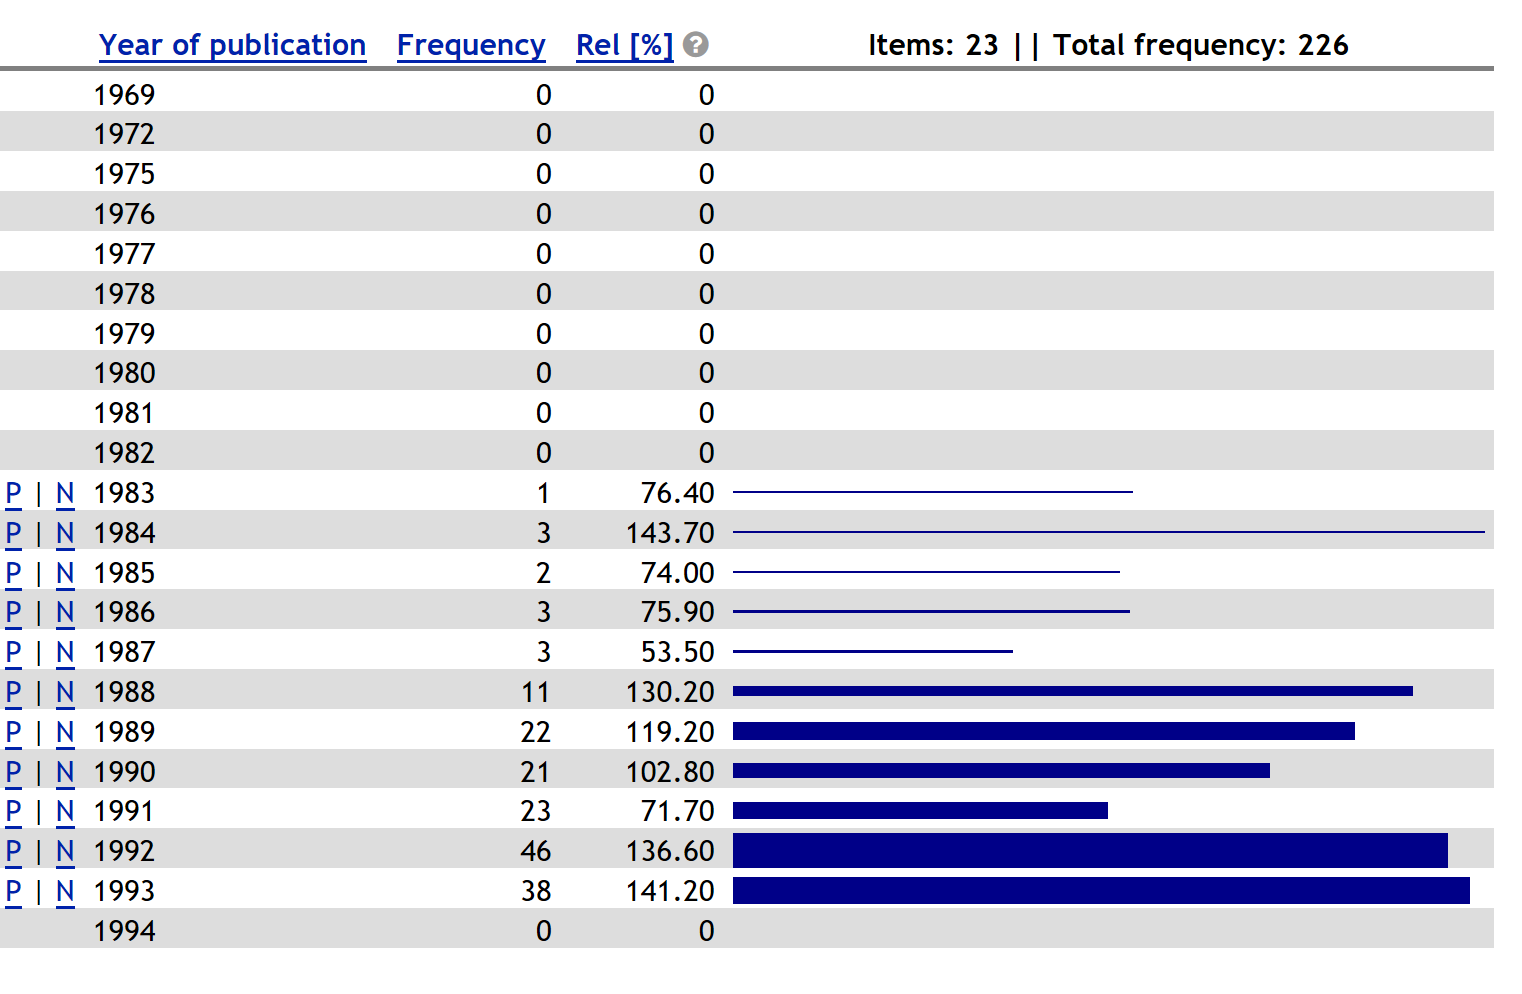 Year of publication Frequency Rel [%] ? Items: 23 || Total frequency: 226
1969 0 0
1972 0 0
1975 0 0
1976 0 0
1977 0 0
1978 0 0
1979 0 0
1980 0 0
1981 0 0
1982 0 0
P | N 1983 1 76.40
P | N 1984 3 143.70
P | N 1985 2 74.00
P | N 1986 3 75.90
P | N 1987 3 53.50
P | N 1988 11 130.20
P | N 1989 22 119.20
P | N 1990 21 102.80
P | N 1991 23 71.70
P | N 1992 46 136.60
P | N 1993 38 141.20
1994 0 0